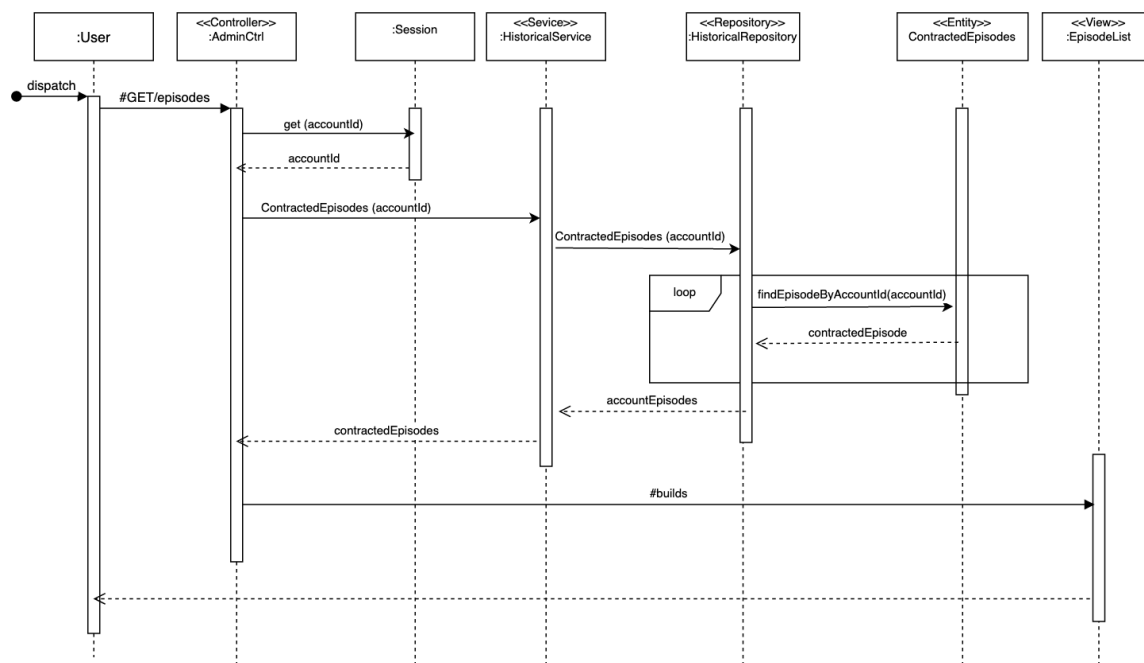 :User
<<Controller>>
:AdminCtrl
:Session
<<Sevice>>
:HistoricalService
<<Repository>>
:HistoricalRepository
<<Entity>>
ContractedEpisodes
<<View>>
:EpisodeList
dispatch
#GET/episodes
get (accountId)
accountId
ContractedEpisodes (accountId)
ContractedEpisodes (accountId)
loop
findEpisodeByAccountId(accountId)
contractedEpisode
accountEpisodes
contractedEpisodes
#builds